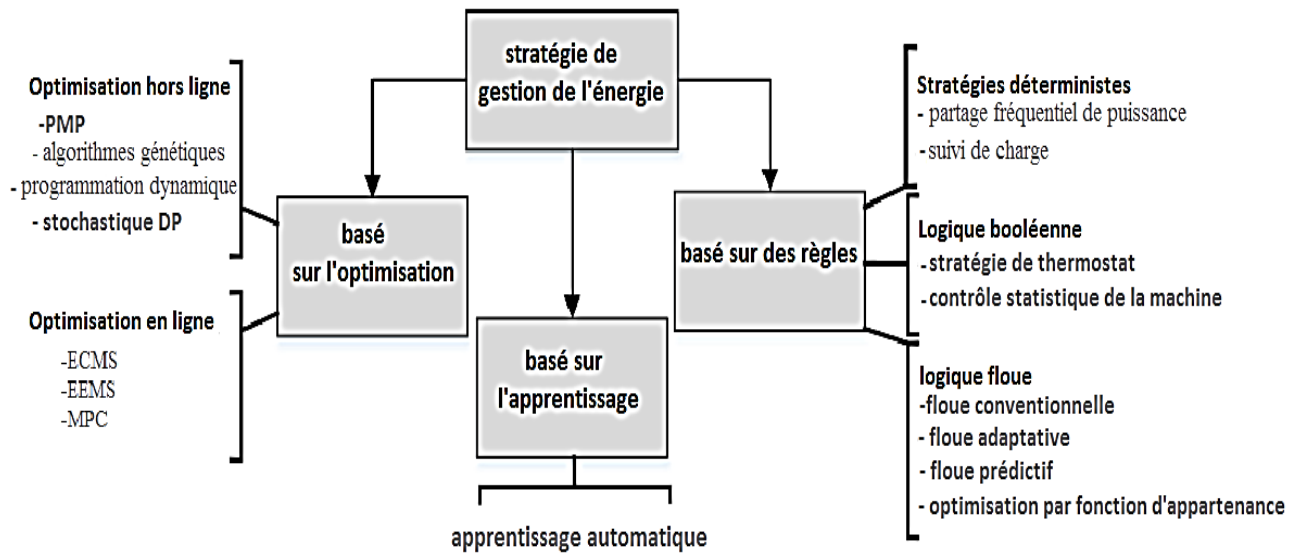 stratégie de
gestion de l'énergie
Optimisation hors ligne
-PMP
- algorithmes génétiques
- programmation dynamique
- stochastique DP
Optimisation en ligne
-ECMS
-EEMS
-MPC
basé
sur l'optimisation
basé sur
l'apprentissage
apprentissage automatique
basé sur des règles
Stratégies déterministes
- partage fréquentiel de puissance
-suivi de charge
Logique booléenne
-stratégie de thermostat
-contrôle statistique de la machine
logique floue
-floue conventionnelle
- floue adaptative
- floue prédictif
- optimisation par fonction d'appartenance